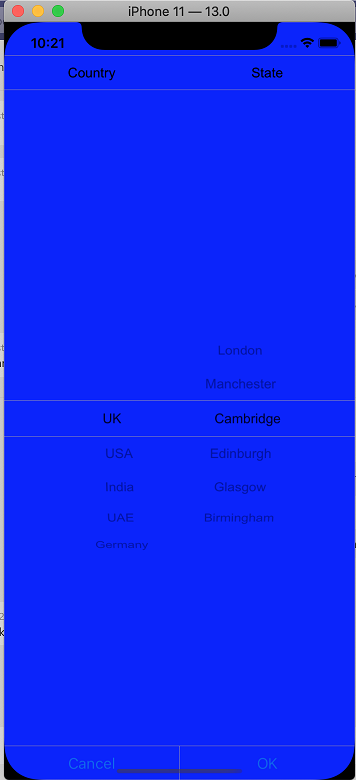 iPhone 11 — 13.0
10:21
Country State
London
Manchester
UK Cambridge
USA Edinburgh
India Glasgow
UAE Birmingham
Germany
Cancel OK